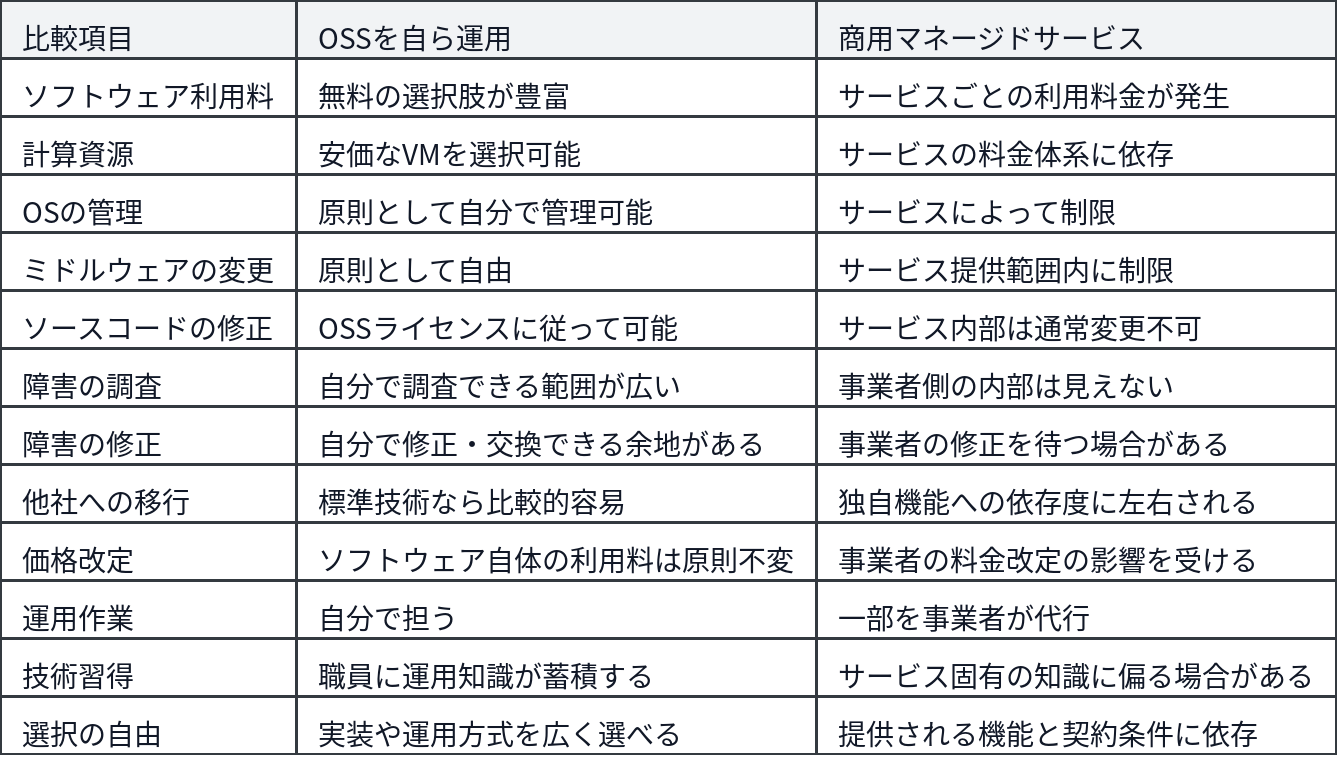 比較項目 OSSを自ら運用 商用マネージドサービス
ソフトウェア利用料 無料の選択肢が豊富 サービスごとの利用料金が発生
計算資源 安価なVMを選択可能 サービスの料金体系に依存
OSの管理 原則として自分で管理可能 サービスによって制限
ミドルウェアの変更 原則として自由 サービス提供範囲内に制限
ソースコードの修正 OSSライセンスに従って可能 サービス内部は通常変更不可
障害の調査 自分で調査できる範囲が広い 事業者側の内部は見えない
障害の修正 自分で修正・交換できる余地がある 事業者の修正を待つ場合がある
他社への移行 標準技術なら比較的容易 独自機能への依存度に左右される
価格改定 ソフトウェア自体の利用料は原則不変 事業者の料金改定の影響を受ける
運用作業 自分で担う 一部を事業者が代行
技術習得 職員に運用知識が蓄積する サービス固有の知識に偏る場合がある
選択の自由 実装や運用方式を広く選べる 提供される機能と契約条件に依存